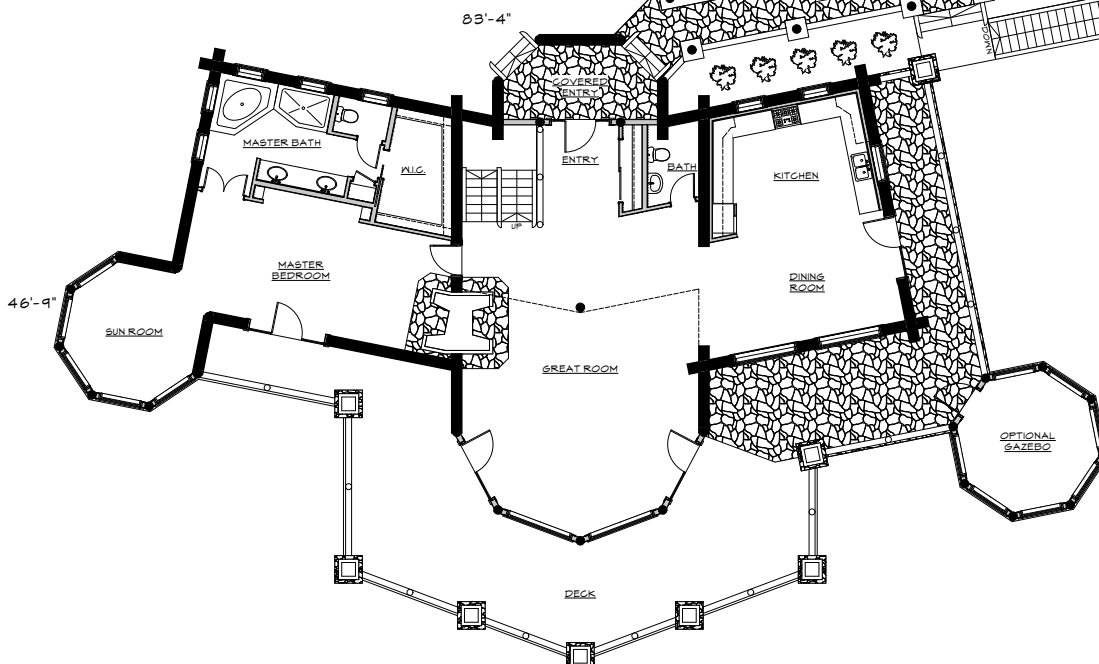 83'-4"
DOWN
COVERED
ENTRY
MASTER BATH
ENTRY
BATH
W.I.C.
KITCHEN
UP
MASTER
BEDROOM
DINING
ROOM
46'-9"
SUN ROOM
GREAT ROOM
OPTIONAL
GAZEBO
DECK